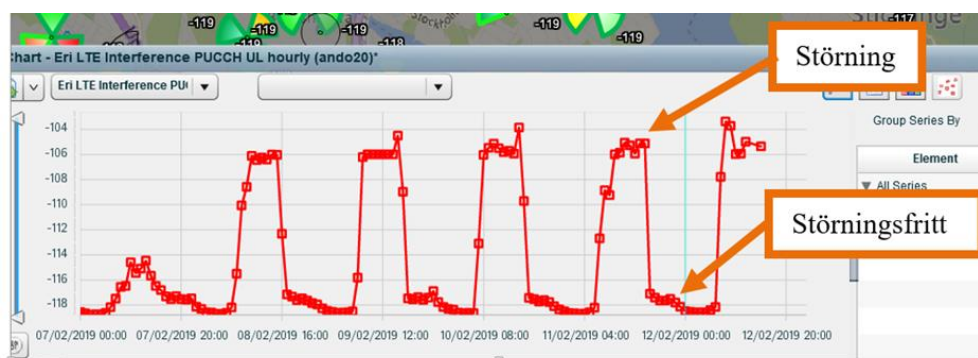 -119
-119
-119
-119
-119
-118
-119
-117
Chart - Eri LTE Interference PUCCH UL hourly (ando20)*
Störning
Eri LTE Interference PU
Group Series By
Element
All Series
Störningsfritt
-104
-106
-108
-110
-112
-114
-116
-118
07/02/2019 00:00 07/02/2019 20:00 08/02/2019 16:00 09/02/2019 12:00 10/02/2019 08:00 11/02/2019 04:00 12/02/2019 00:00 12/02/2019 20:00